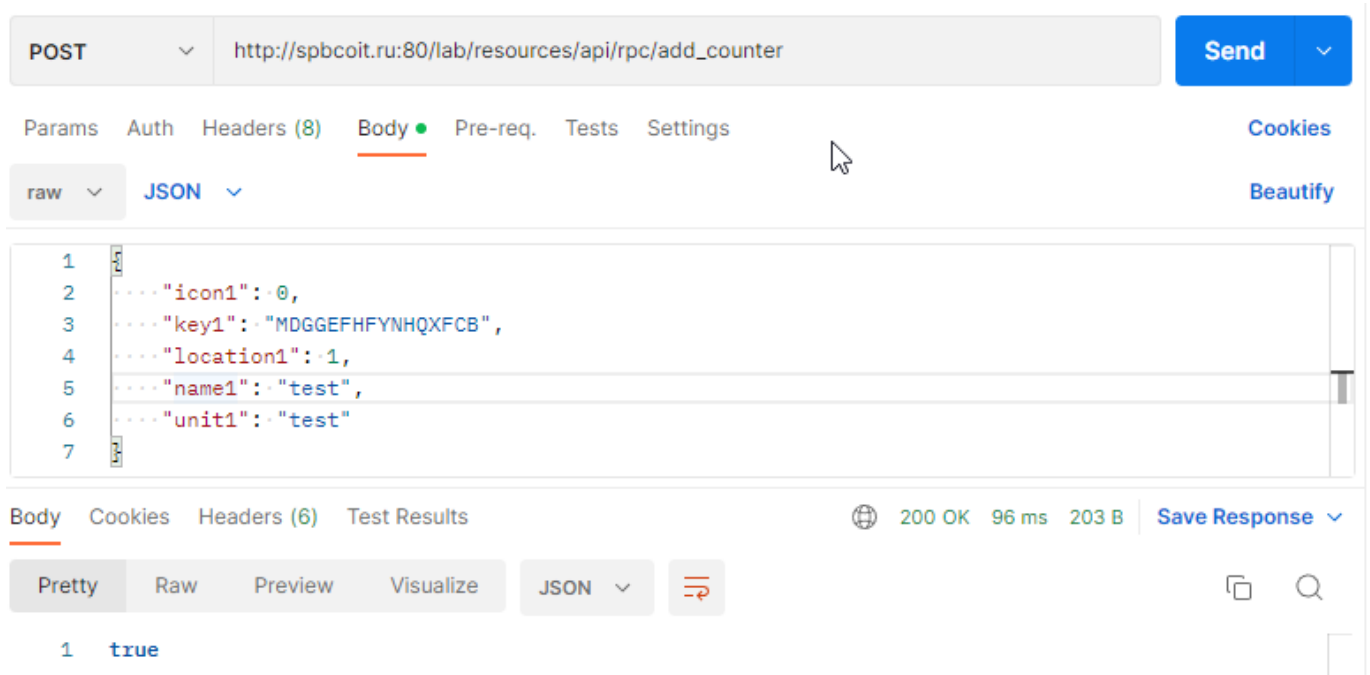 POST http://spbcoit.ru:80/lab/resources/api/rpc/add_counter Send
Params Auth Headers (8) Body Pre-req. Tests Settings Cookies
raw JSON Beautify
1 {
2 "icon1": 0,
3 "key1": "MDGGEFHFYNHQXFCB",
4 "location1": 1,
5 "name1": "test",
6 "unit1": "test"
7 }
Body Cookies Headers (6) Test Results 200 OK 96 ms 203 B Save Response
Pretty Raw Preview Visualize JSON
1 true